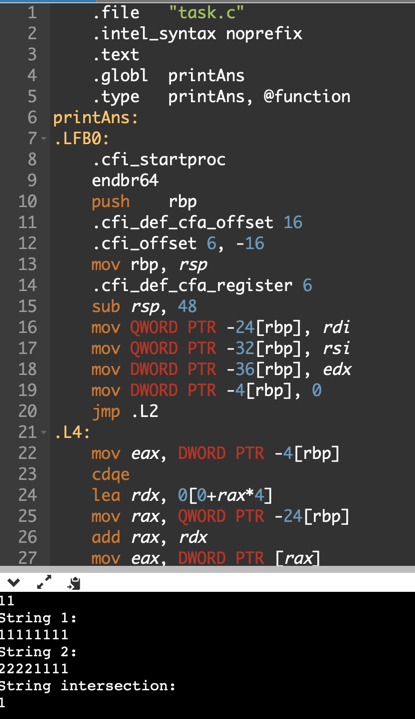 1 .file "task.c"
2 .intel_syntax noprefix
3 .text
4 .globl printAns
5 .type printAns, @function
6 printAns:
7 .LFB0:
8 .cfi_startproc
9 endbr64
10 push rbp
11 .cfi_def_cfa_offset 16
12 .cfi_offset 6, -16
13 mov rbp, rsp
14 .cfi_def_cfa_register 6
15 sub rsp, 48
16 mov QWORD PTR -24[rbp], rdi
17 mov QWORD PTR -32[rbp], rsi
18 mov DWORD PTR -36[rbp], edx
19 mov DWORD PTR -4[rbp], 0
20 jmp .L2
21 .L4:
22 mov eax, DWORD PTR -4[rbp]
23 cdqe
24 lea rdx, 0[0+rax*4]
25 mov rax, QWORD PTR -24[rbp]
26 add rax, rdx
27 mov eax, DWORD PTR [rax]
11
String 1:
11111111
String 2:
22221111
String intersection:
1